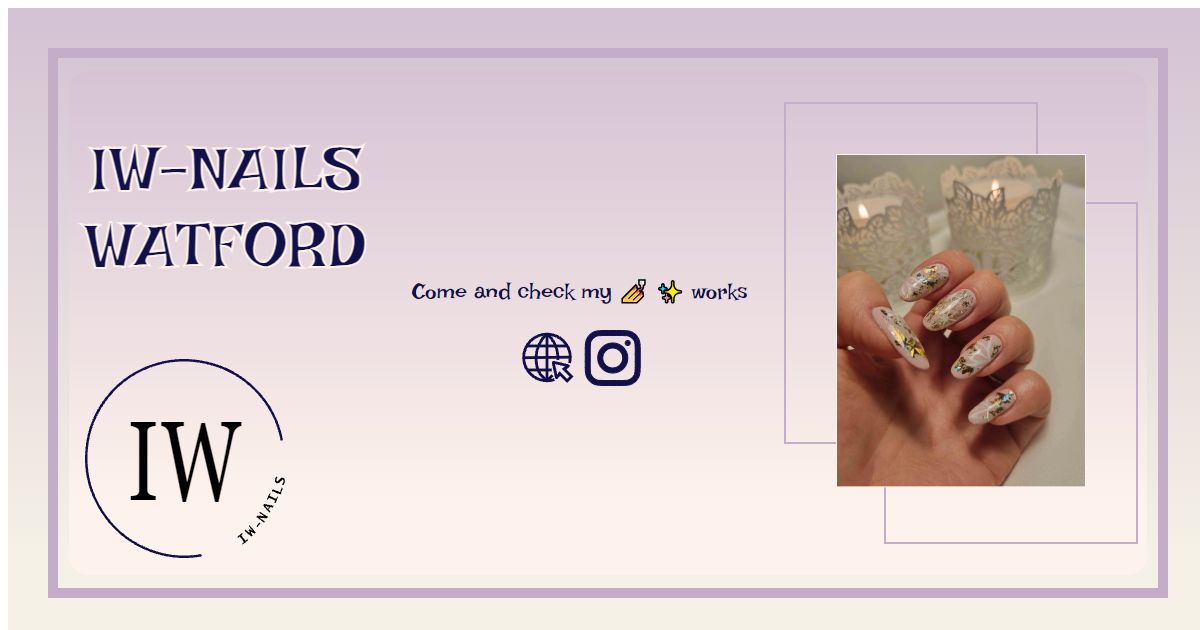 IW-NAILS
WATFORD
Come and check my 💅 ✨ works
IW
IW-NAILS